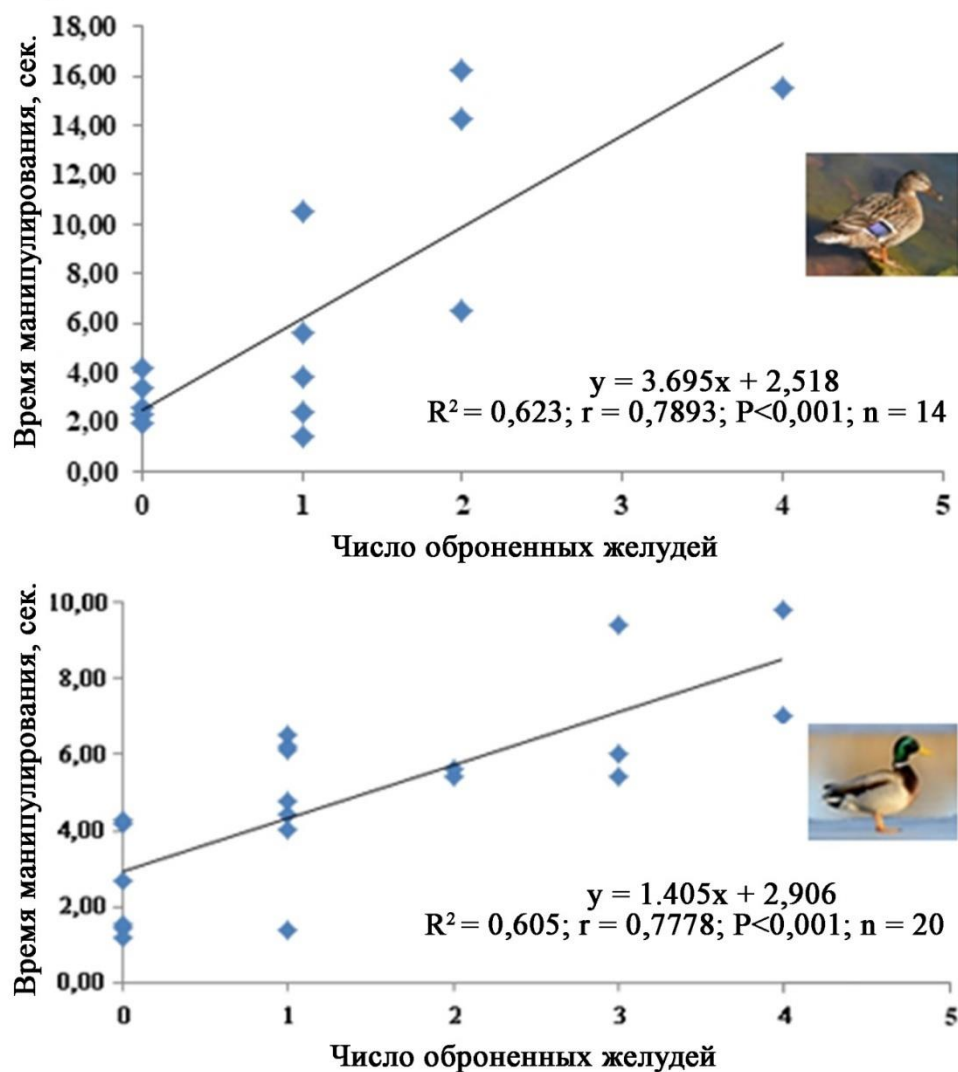 Время манипулирования, сек.
18,00
16,00
14,00
12,00
10,00
8,00
6,00
4,00
2,00
0,00
y = 3.695x + 2,518
R² = 0,623; r = 0,7893; P<0,001; n = 14
0 1 2 3 4 5
Число оброненных желудей
Время манипулирования, сек.
10,00
8,00
6,00
4,00
2,00
0,00
y = 1.405x + 2,906
R² = 0,605; r = 0,7778; P<0,001; n = 20
0 1 2 3 4 5
Число оброненных желудей